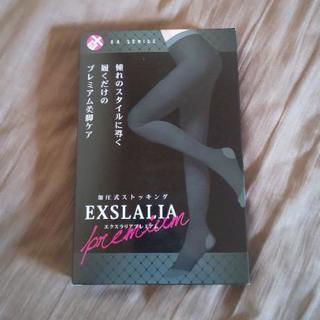 EX SERIES
憧れのスタイルに導く
履くだけの
プレミアム美脚ケア
加圧式ストッキング
EXSLALIA
premium
エクスラリアプレミアム